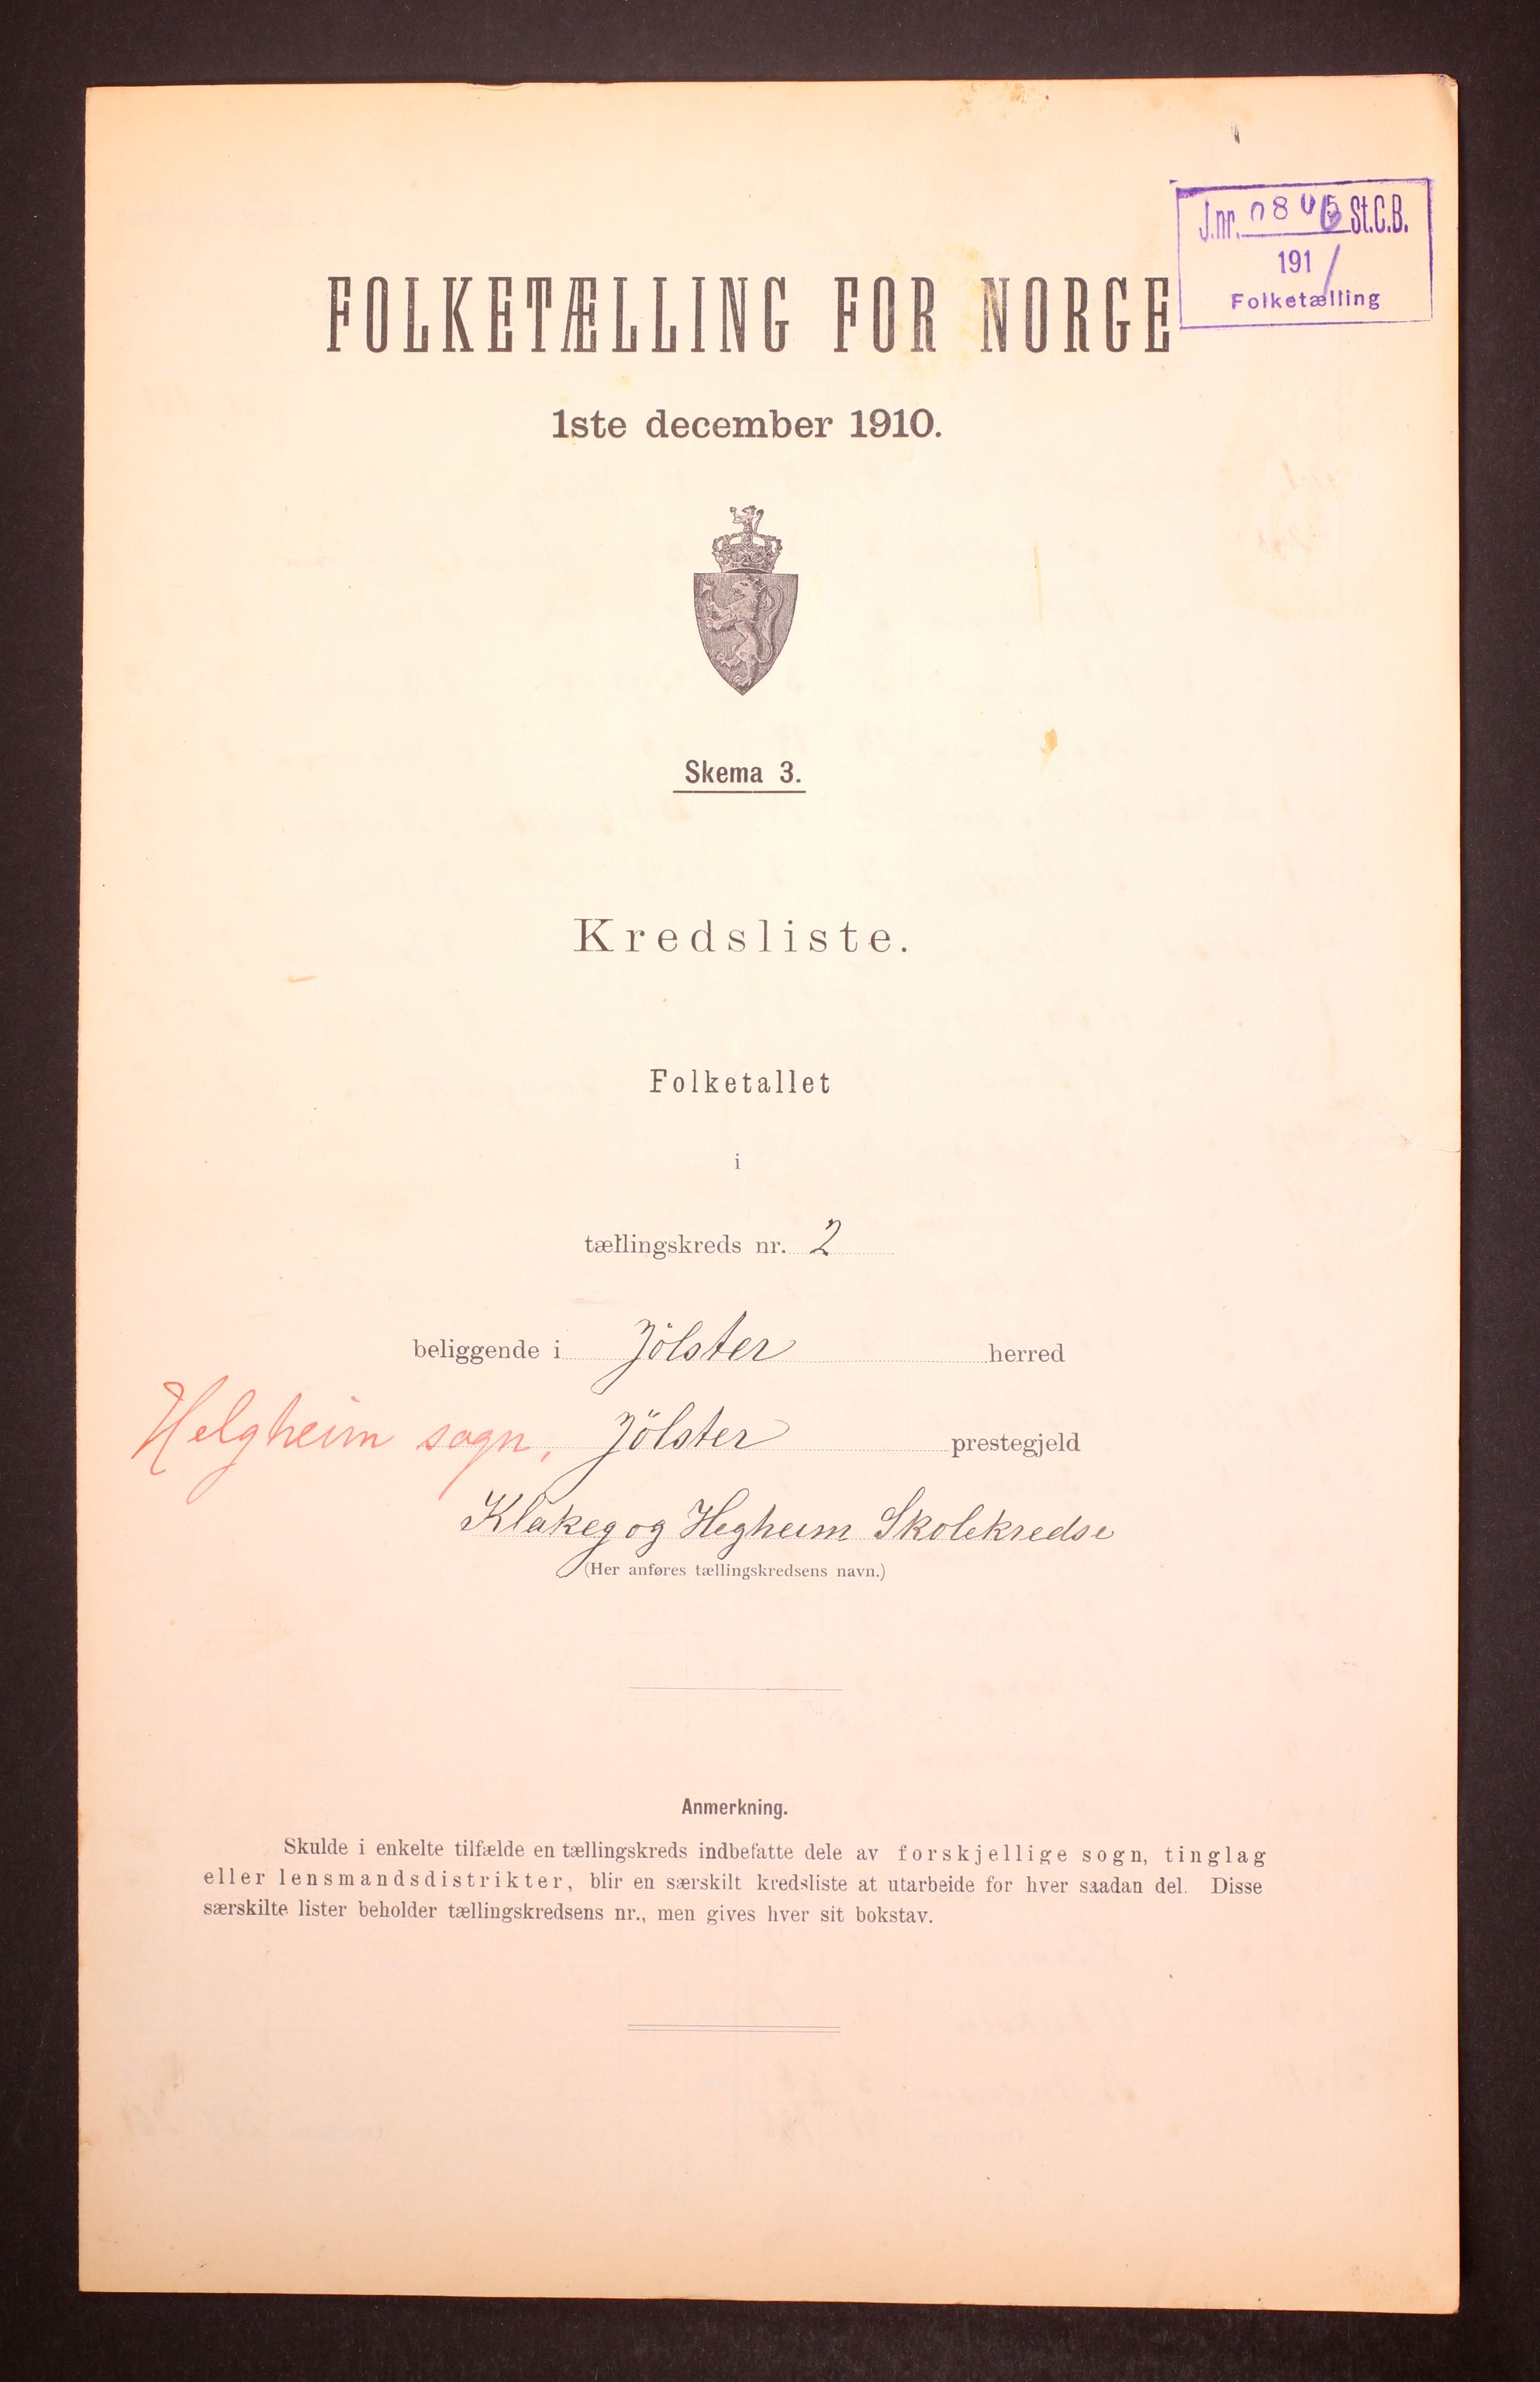 J.nr. St.C.B.
191/
Folketælling
FOLKETÆLLING FOR NORGE
1ste december 1910.
Skema 3.
Kredsliste.
Folketallet
i
tællingskreds nr. 2
beliggende i Jölster herred
Helgheim sogn, Jölster prestegjeld
Klakeg og Hegheim Skolekredse
(Her anføres tællingskredsens navn.)
Anmerkning.
Skulde i enkelte tilfælde en tællingskreds indbefatte dele av forskjellige sogn, tinglag
eller lensmandsdistrikter, blir en særskilt kredsliste at utarbeide for hver saadan del. Disse
særskilte lister beholder tællingskredsens nr., men gives hver sit bokstav.